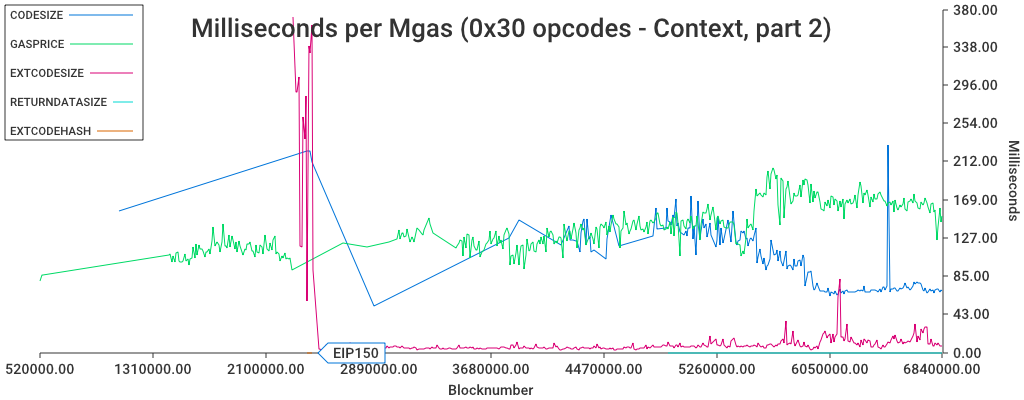 Milliseconds per Mgas (0x30 opcodes - Context, part 2)
CODESIZE
GASPRICE
EXTCODESIZE
RETURNDATASIZE
EXTCODEHASH
380.00
338.00
296.00
254.00
212.00
169.00
127.00
85.00
43.00
0.00
Milliseconds
EIP150
520000.00
1310000.00
2100000.00
2890000.00
3680000.00
4470000.00
5260000.00
6050000.00
6840000.00
Blocknumber